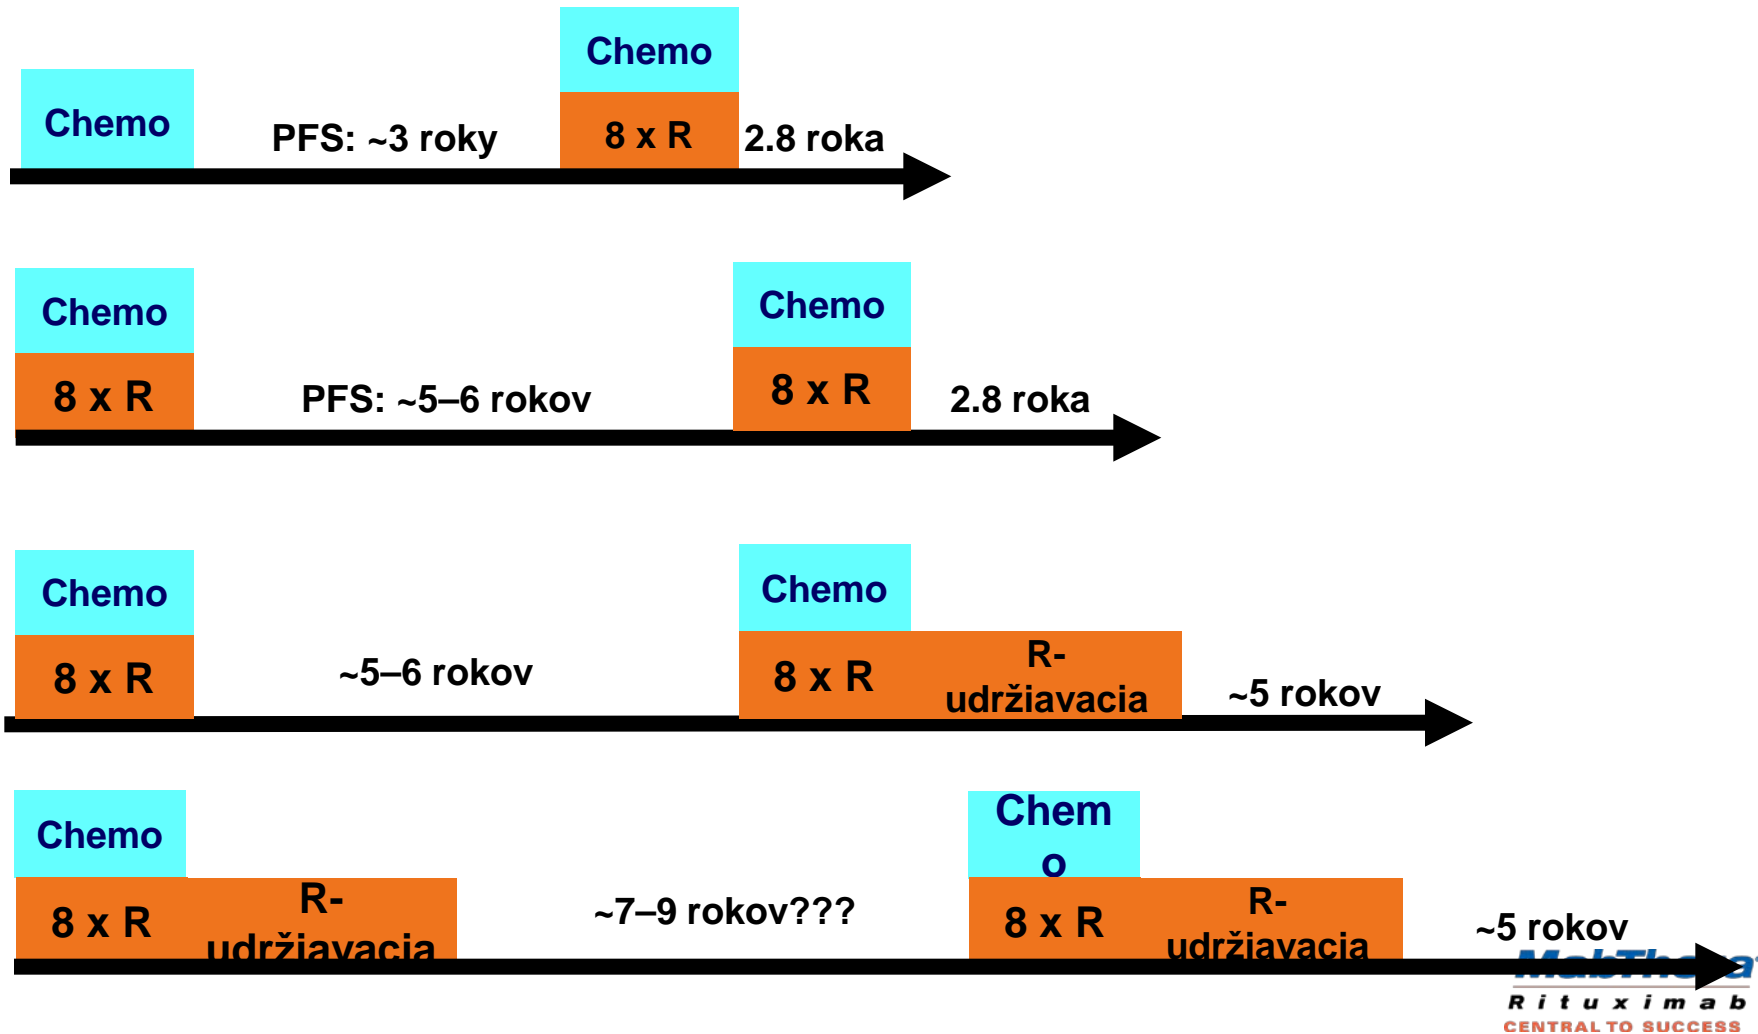 Chemo
Chemo
PFS: ~3 roky
8 x R
2.8 roka
Chemo
Chemo
8 x R
PFS: ~5–6 rokov
8 x R
2.8 roka
Chemo
Chemo
8 x R
~5–6 rokov
8 x R
R-
udržiavacia
~5 rokov
Chemo
Chem
o
8 x R
R-
udržiavacia
~7–9 rokov???
8 x R
R-
udržiavacia
~5 rokov
MabThera
Rituximab
CENTRAL TO SUCCESS